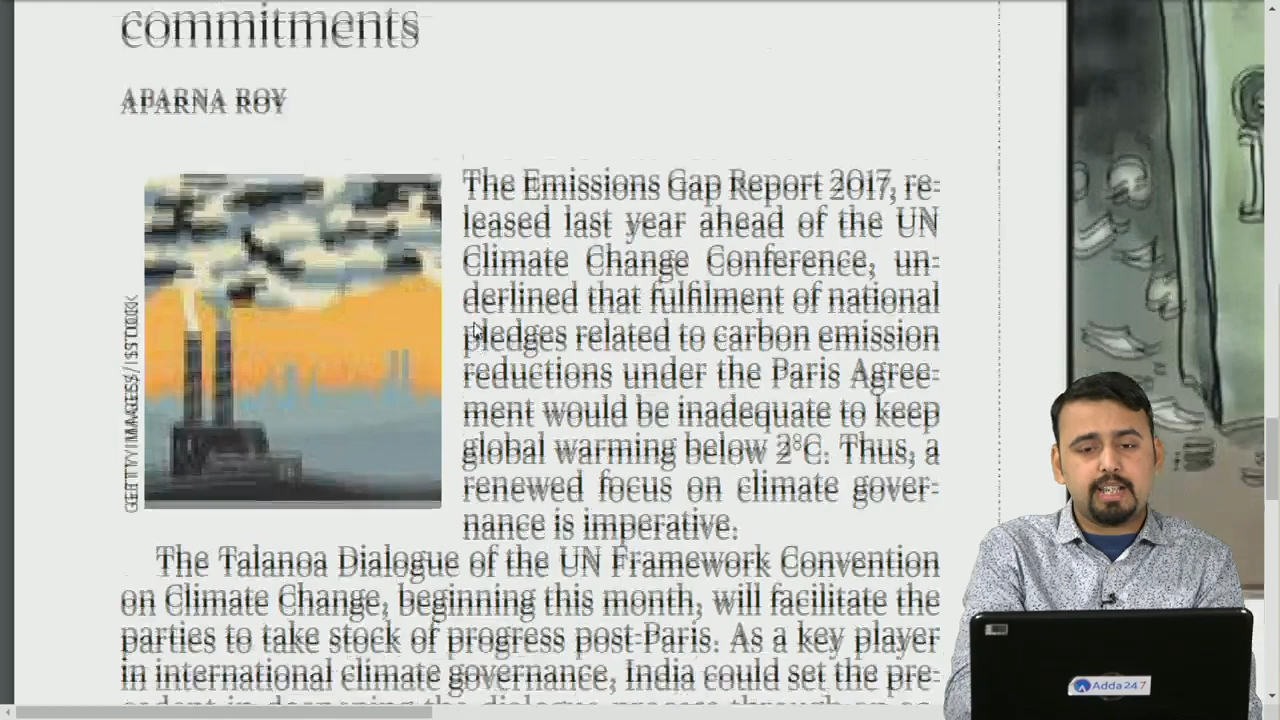 commitments
APARNA ROY
GETTY IMAGES/ISTOCK
The Emissions Gap Report 2017, re-
leased last year ahead of the UN
Climate Change Conference, un-
derlined that fulfilment of national
pledges related to carbon emission
reductions under the Paris Agree-
ment would be inadequate to keep
global warming below 2°C. Thus, a
renewed focus on climate gover-
nance is imperative.
The Talanoa Dialogue of the UN Framework Convention
on Climate Change, beginning this month, will facilitate the
parties to take stock of progress post-Paris. As a key player
in international climate governance, India could set the pre-
Adda247